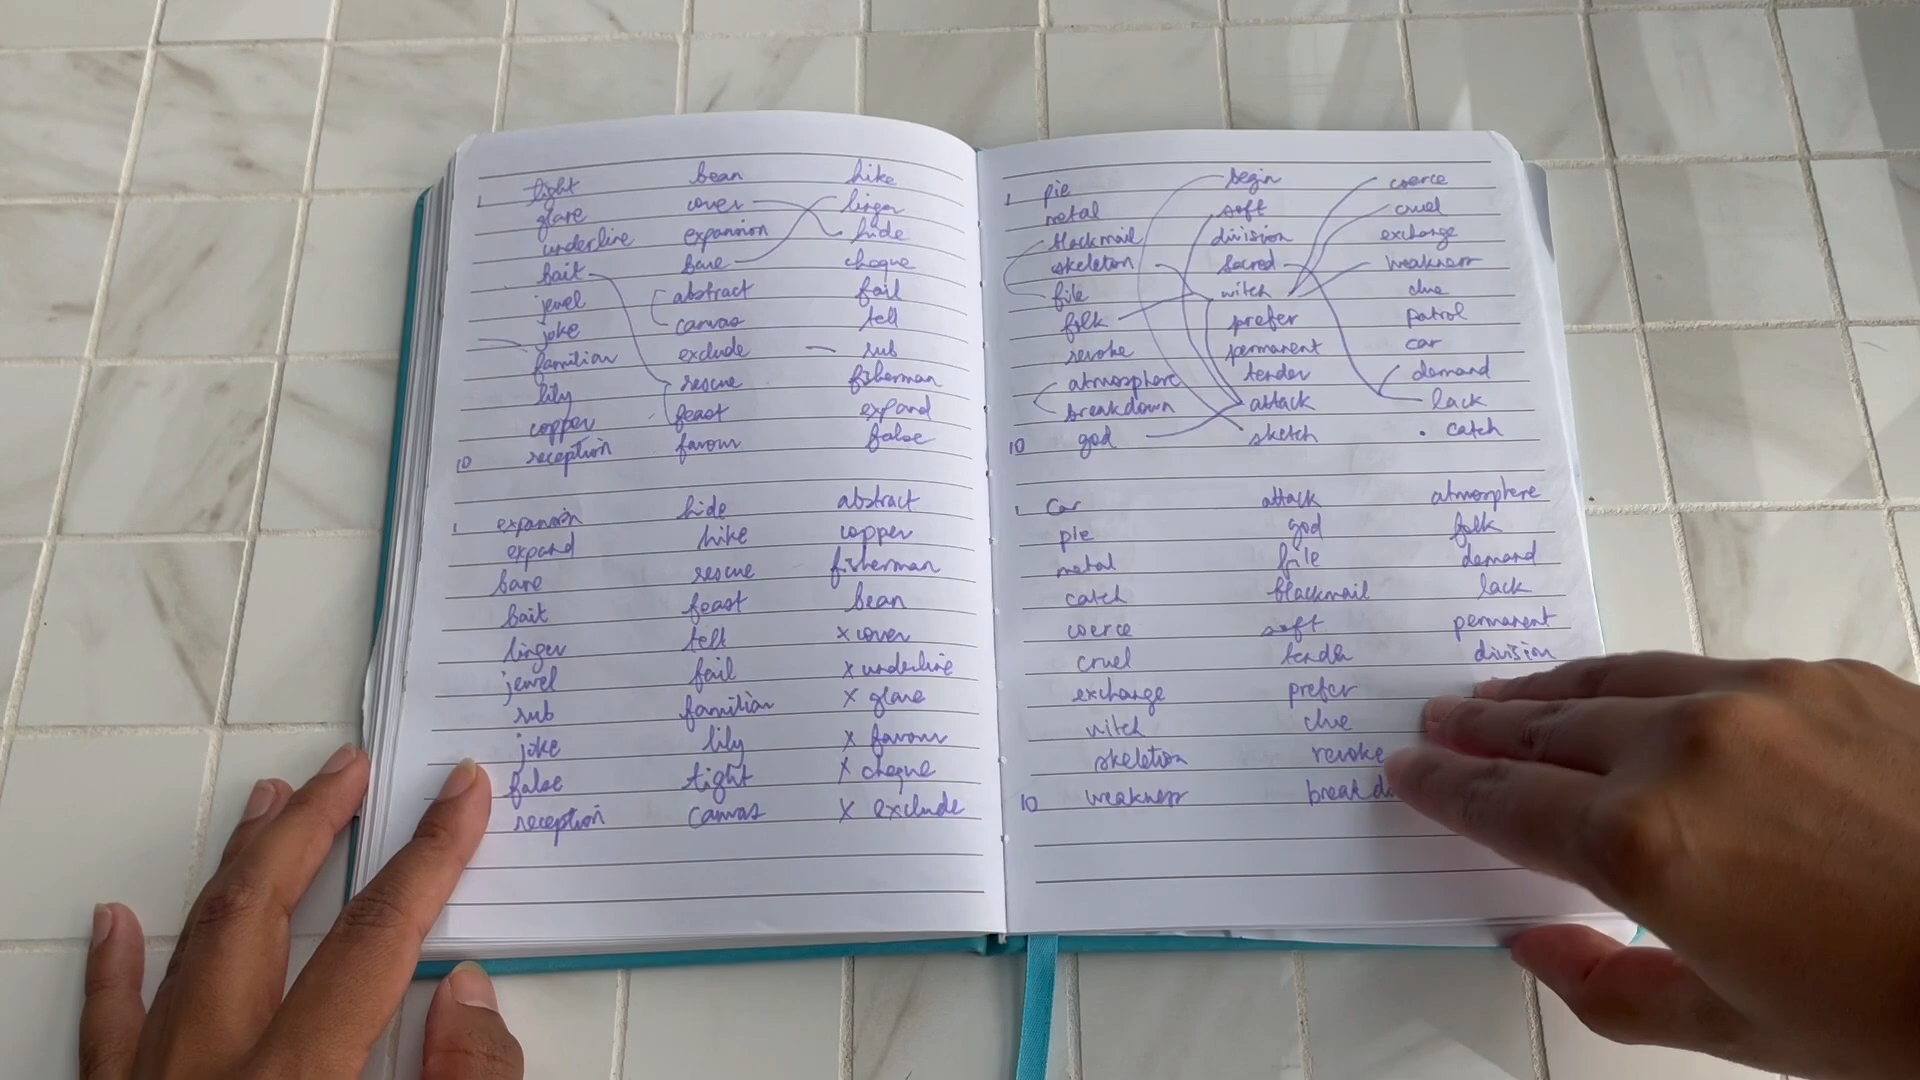 1 light bean hike
glare cover linger
underline expansion hide
bait bare cheque
jewel abstract fail
joke canvas tell
familiar exclude rub
lily rescue fisherman
copper feast expand
10 reception favour false
1 expansion hide abstract
expand hike copper
bare rescue fisherman
bait feast bean
linger tell x cover
jewel fail x underline
rub familiar x glare
joke lily x favour
false tight x cheque
reception canvas x exclude
1 pie begin coerce
metal soft cruel
blackmail division exchange
skeleton sacred weakness
file witch clue
folk prefer patrol
revoke permanent car
atmosphere tender demand
breakdown attack lack
10 god sketch catch
1 car attack atmosphere
pie god folk
metal file demand
catch blackmail lack
coerce soft permanent
cruel tender division
exchange prefer
witch clue
skeleton revoke
10 weakness break